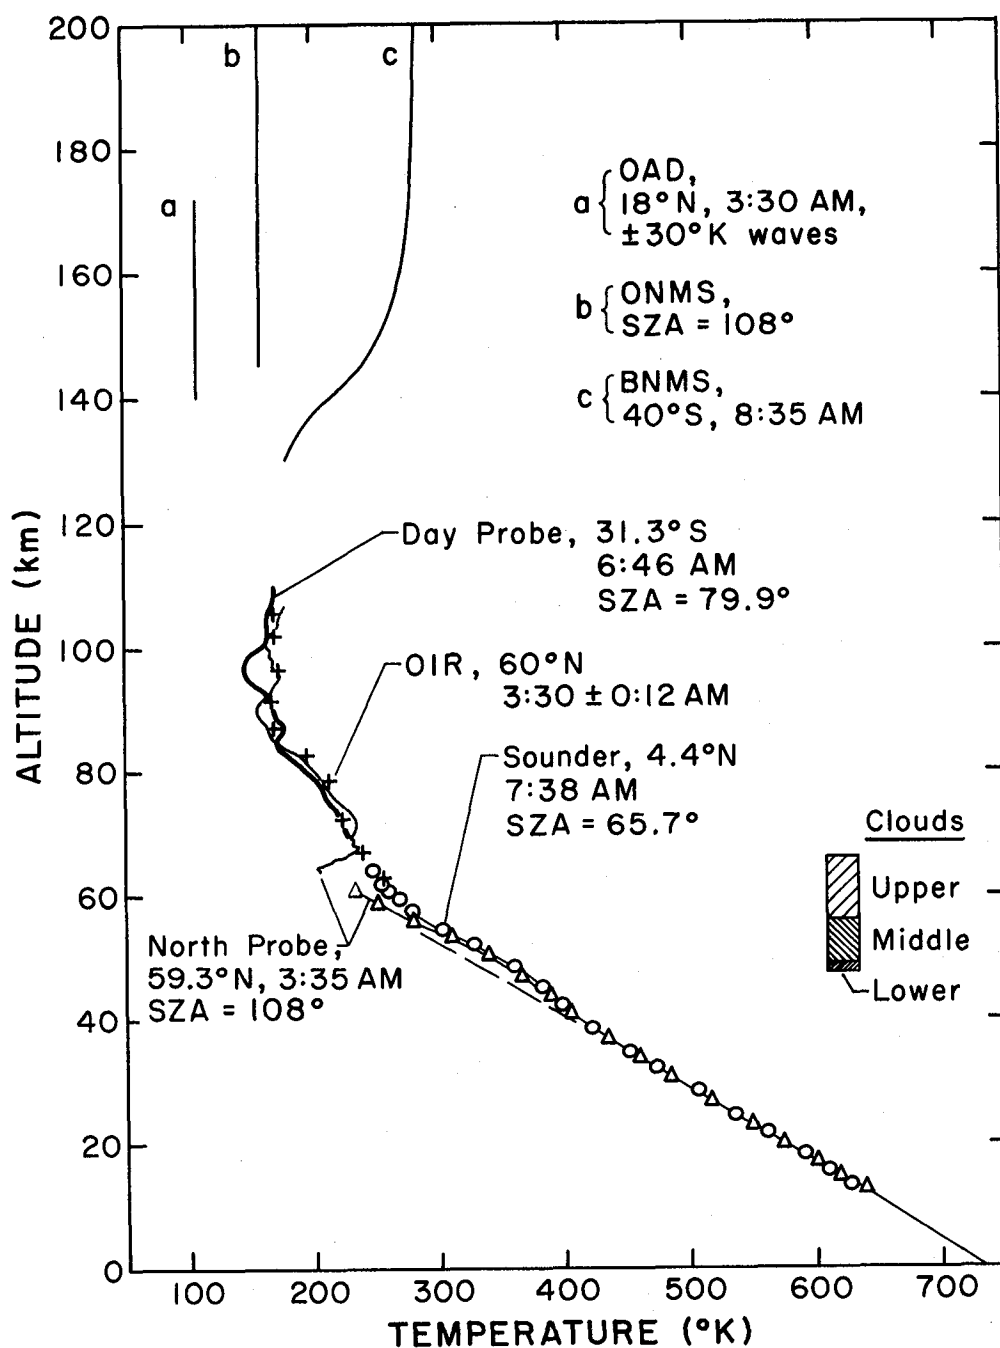 200
180
160
140
120
100
80
60
40
20
0
ALTITUDE (km)
b
c
a
a { OAD,
18°N, 3:30 AM,
±30°K waves
b { ONMS,
SZA = 108°
c { BNMS,
40°S, 8:35 AM
Day Probe, 31.3°S
6:46 AM
SZA = 79.9°
OIR, 60°N
3:30 ± 0:12 AM
Sounder, 4.4°N
7:38 AM
SZA = 65.7°
Clouds
Upper
Middle
Lower
North Probe,
59.3°N, 3:35 AM
SZA = 108°
100 200 300 400 500 600 700
TEMPERATURE (°K)